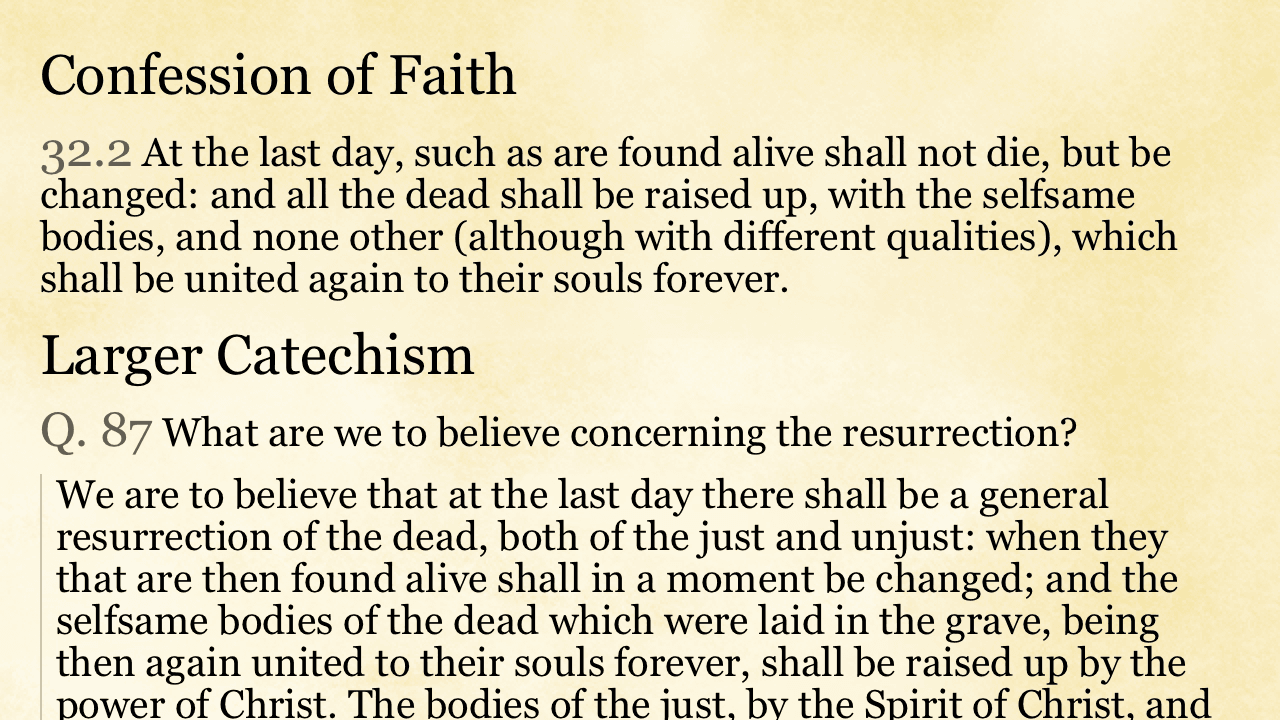 Confession of Faith
32.2 At the last day, such as are found alive shall not die, but be
changed: and all the dead shall be raised up, with the selfsame
bodies, and none other (although with different qualities), which
shall be united again to their souls forever.
Larger Catechism
Q. 87 What are we to believe concerning the resurrection?
We are to believe that at the last day there shall be a general
resurrection of the dead, both of the just and unjust: when they
that are then found alive shall in a moment be changed; and the
selfsame bodies of the dead which were laid in the grave, being
then again united to their souls forever, shall be raised up by the
power of Christ. The bodies of the just, by the Spirit of Christ, and